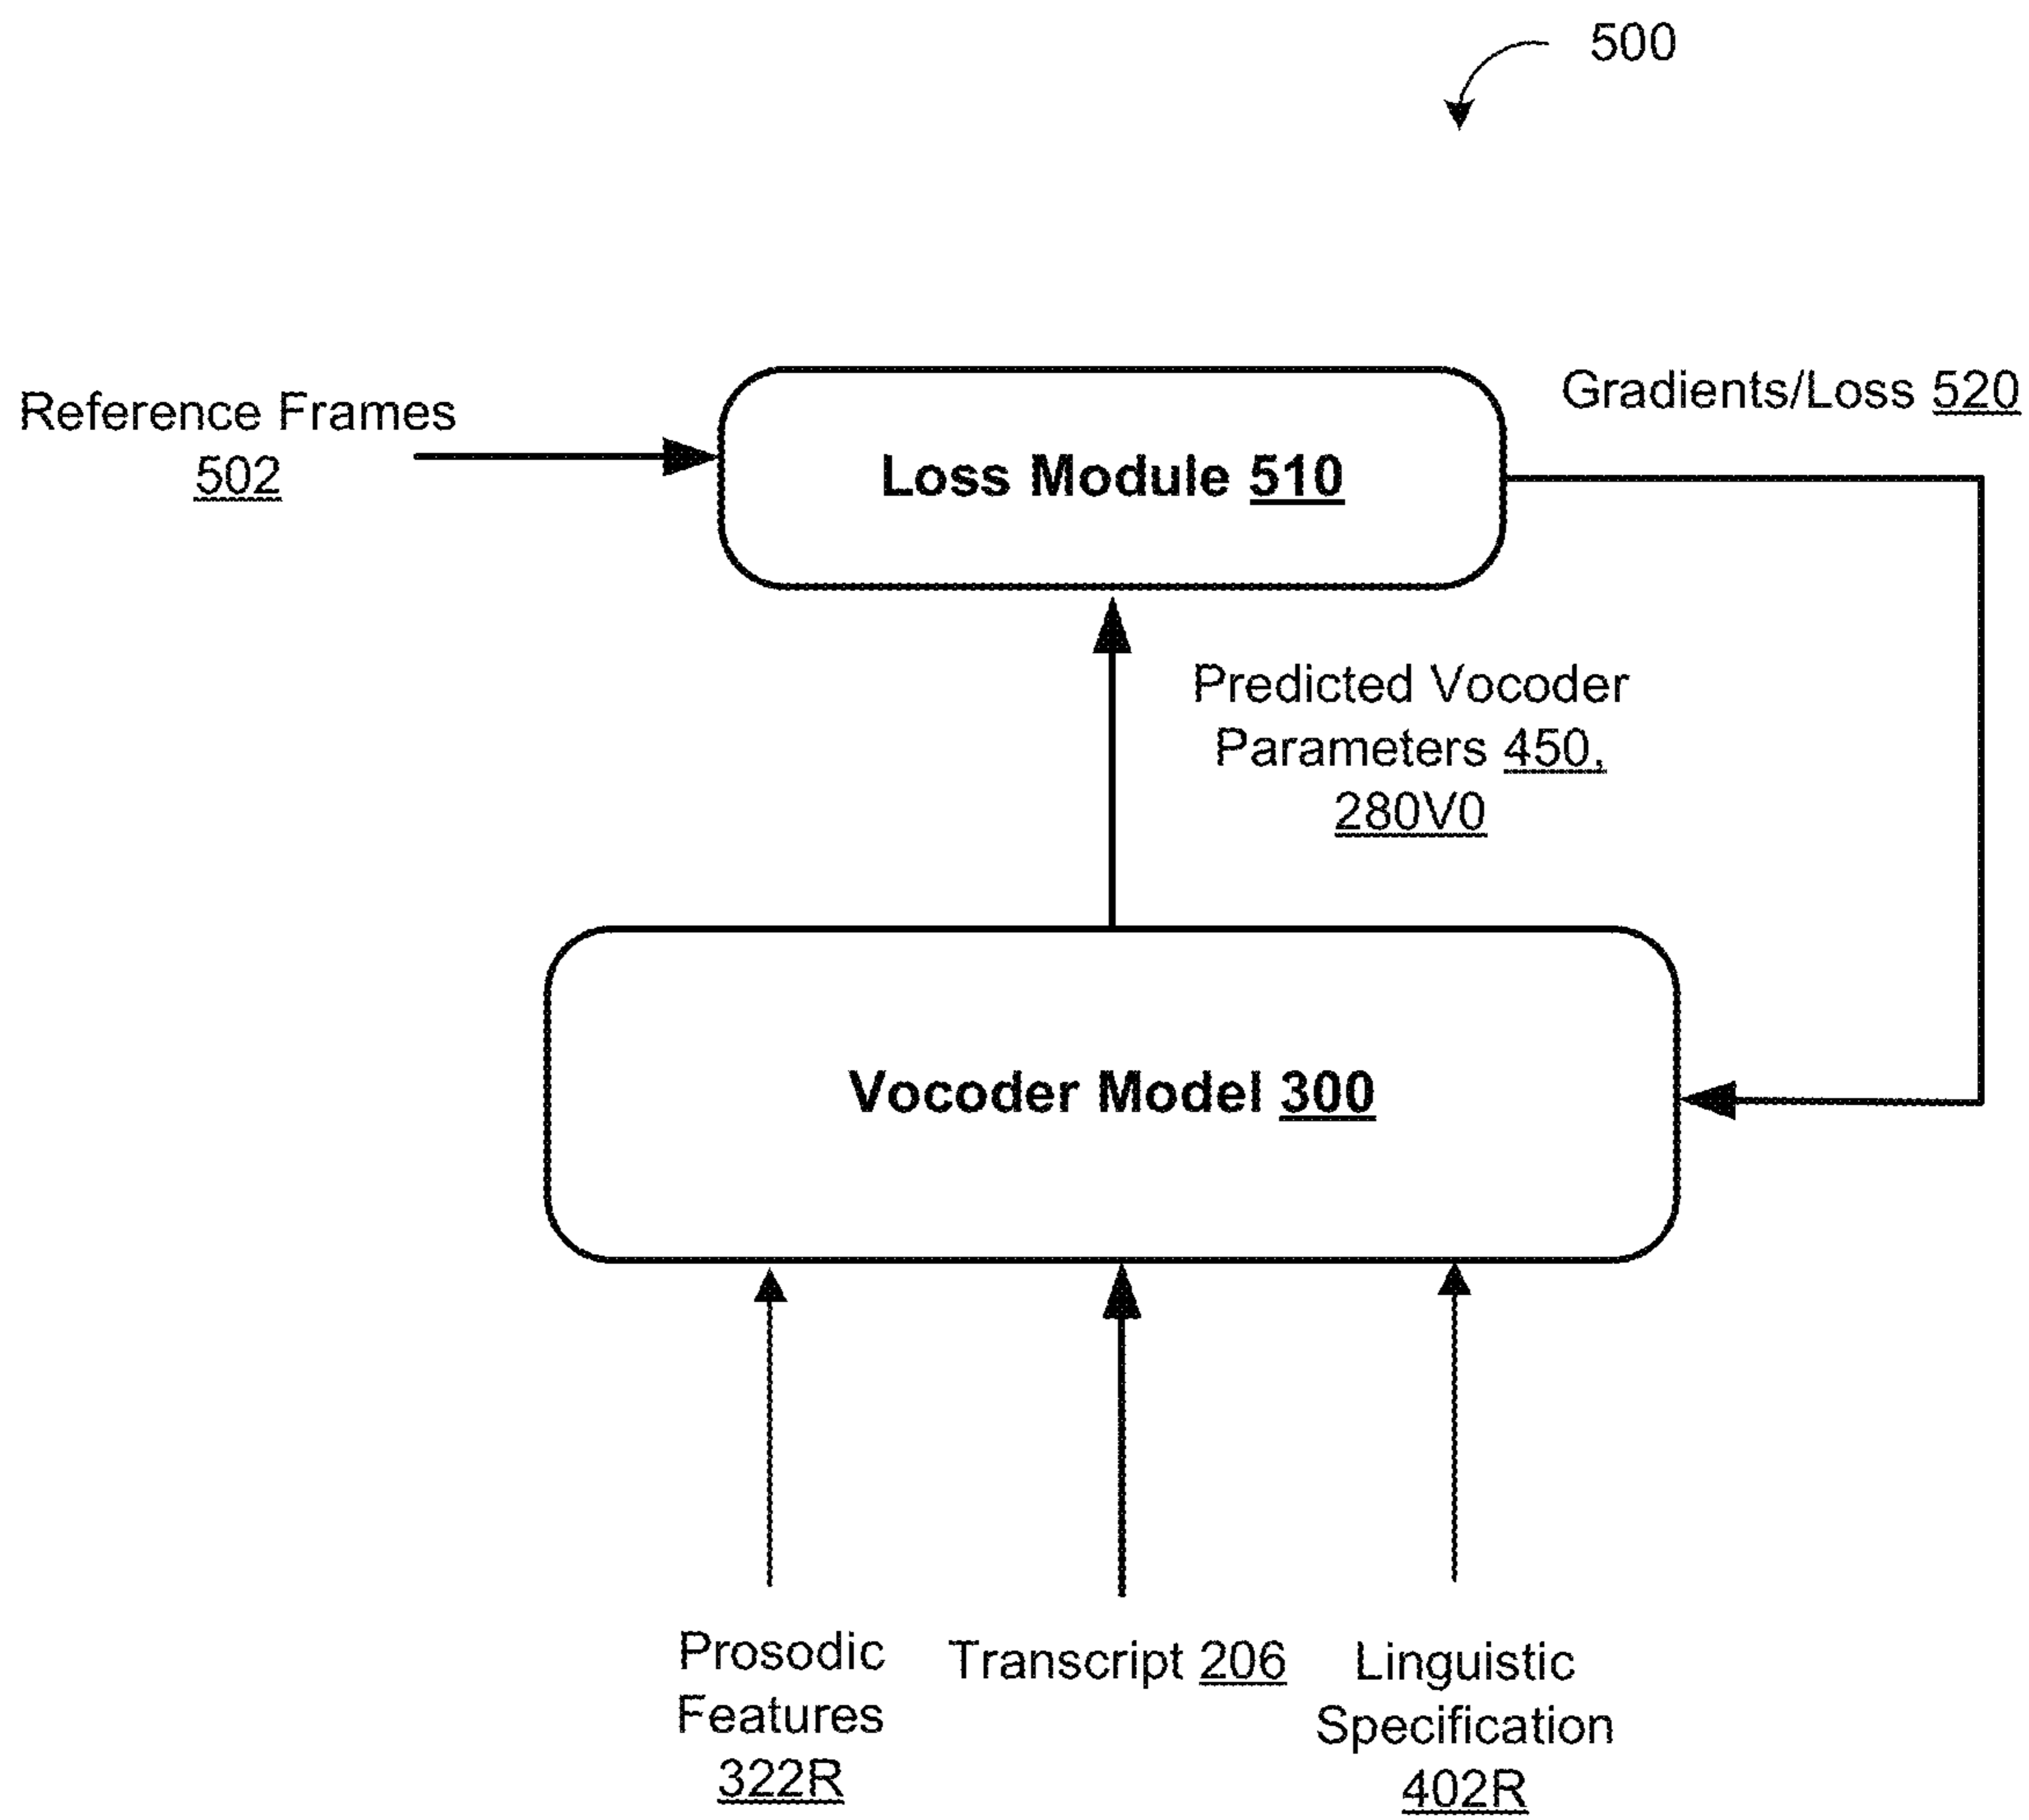 500
Reference Frames
502
Loss Module 510
Gradients/Loss 520
Predicted Vocoder
Parameters 450,
280V0
Vocoder Model 300
Prosodic
Features
322R
Transcript 206
Linguistic
Specification
402R